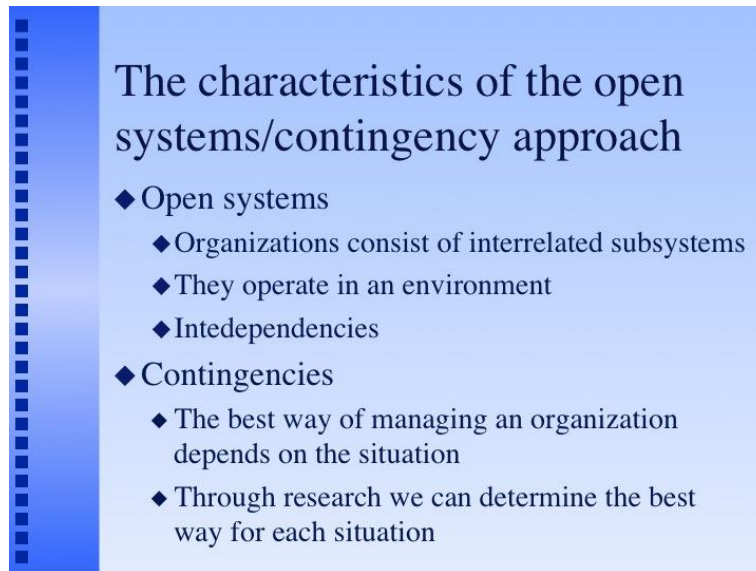 The characteristics of the open
systems/contingency approach
Open systems
Organizations consist of interrelated subsystems
They operate in an environment
Intedependencies
Contingencies
The best way of managing an organization
depends on the situation
Through research we can determine the best
way for each situation